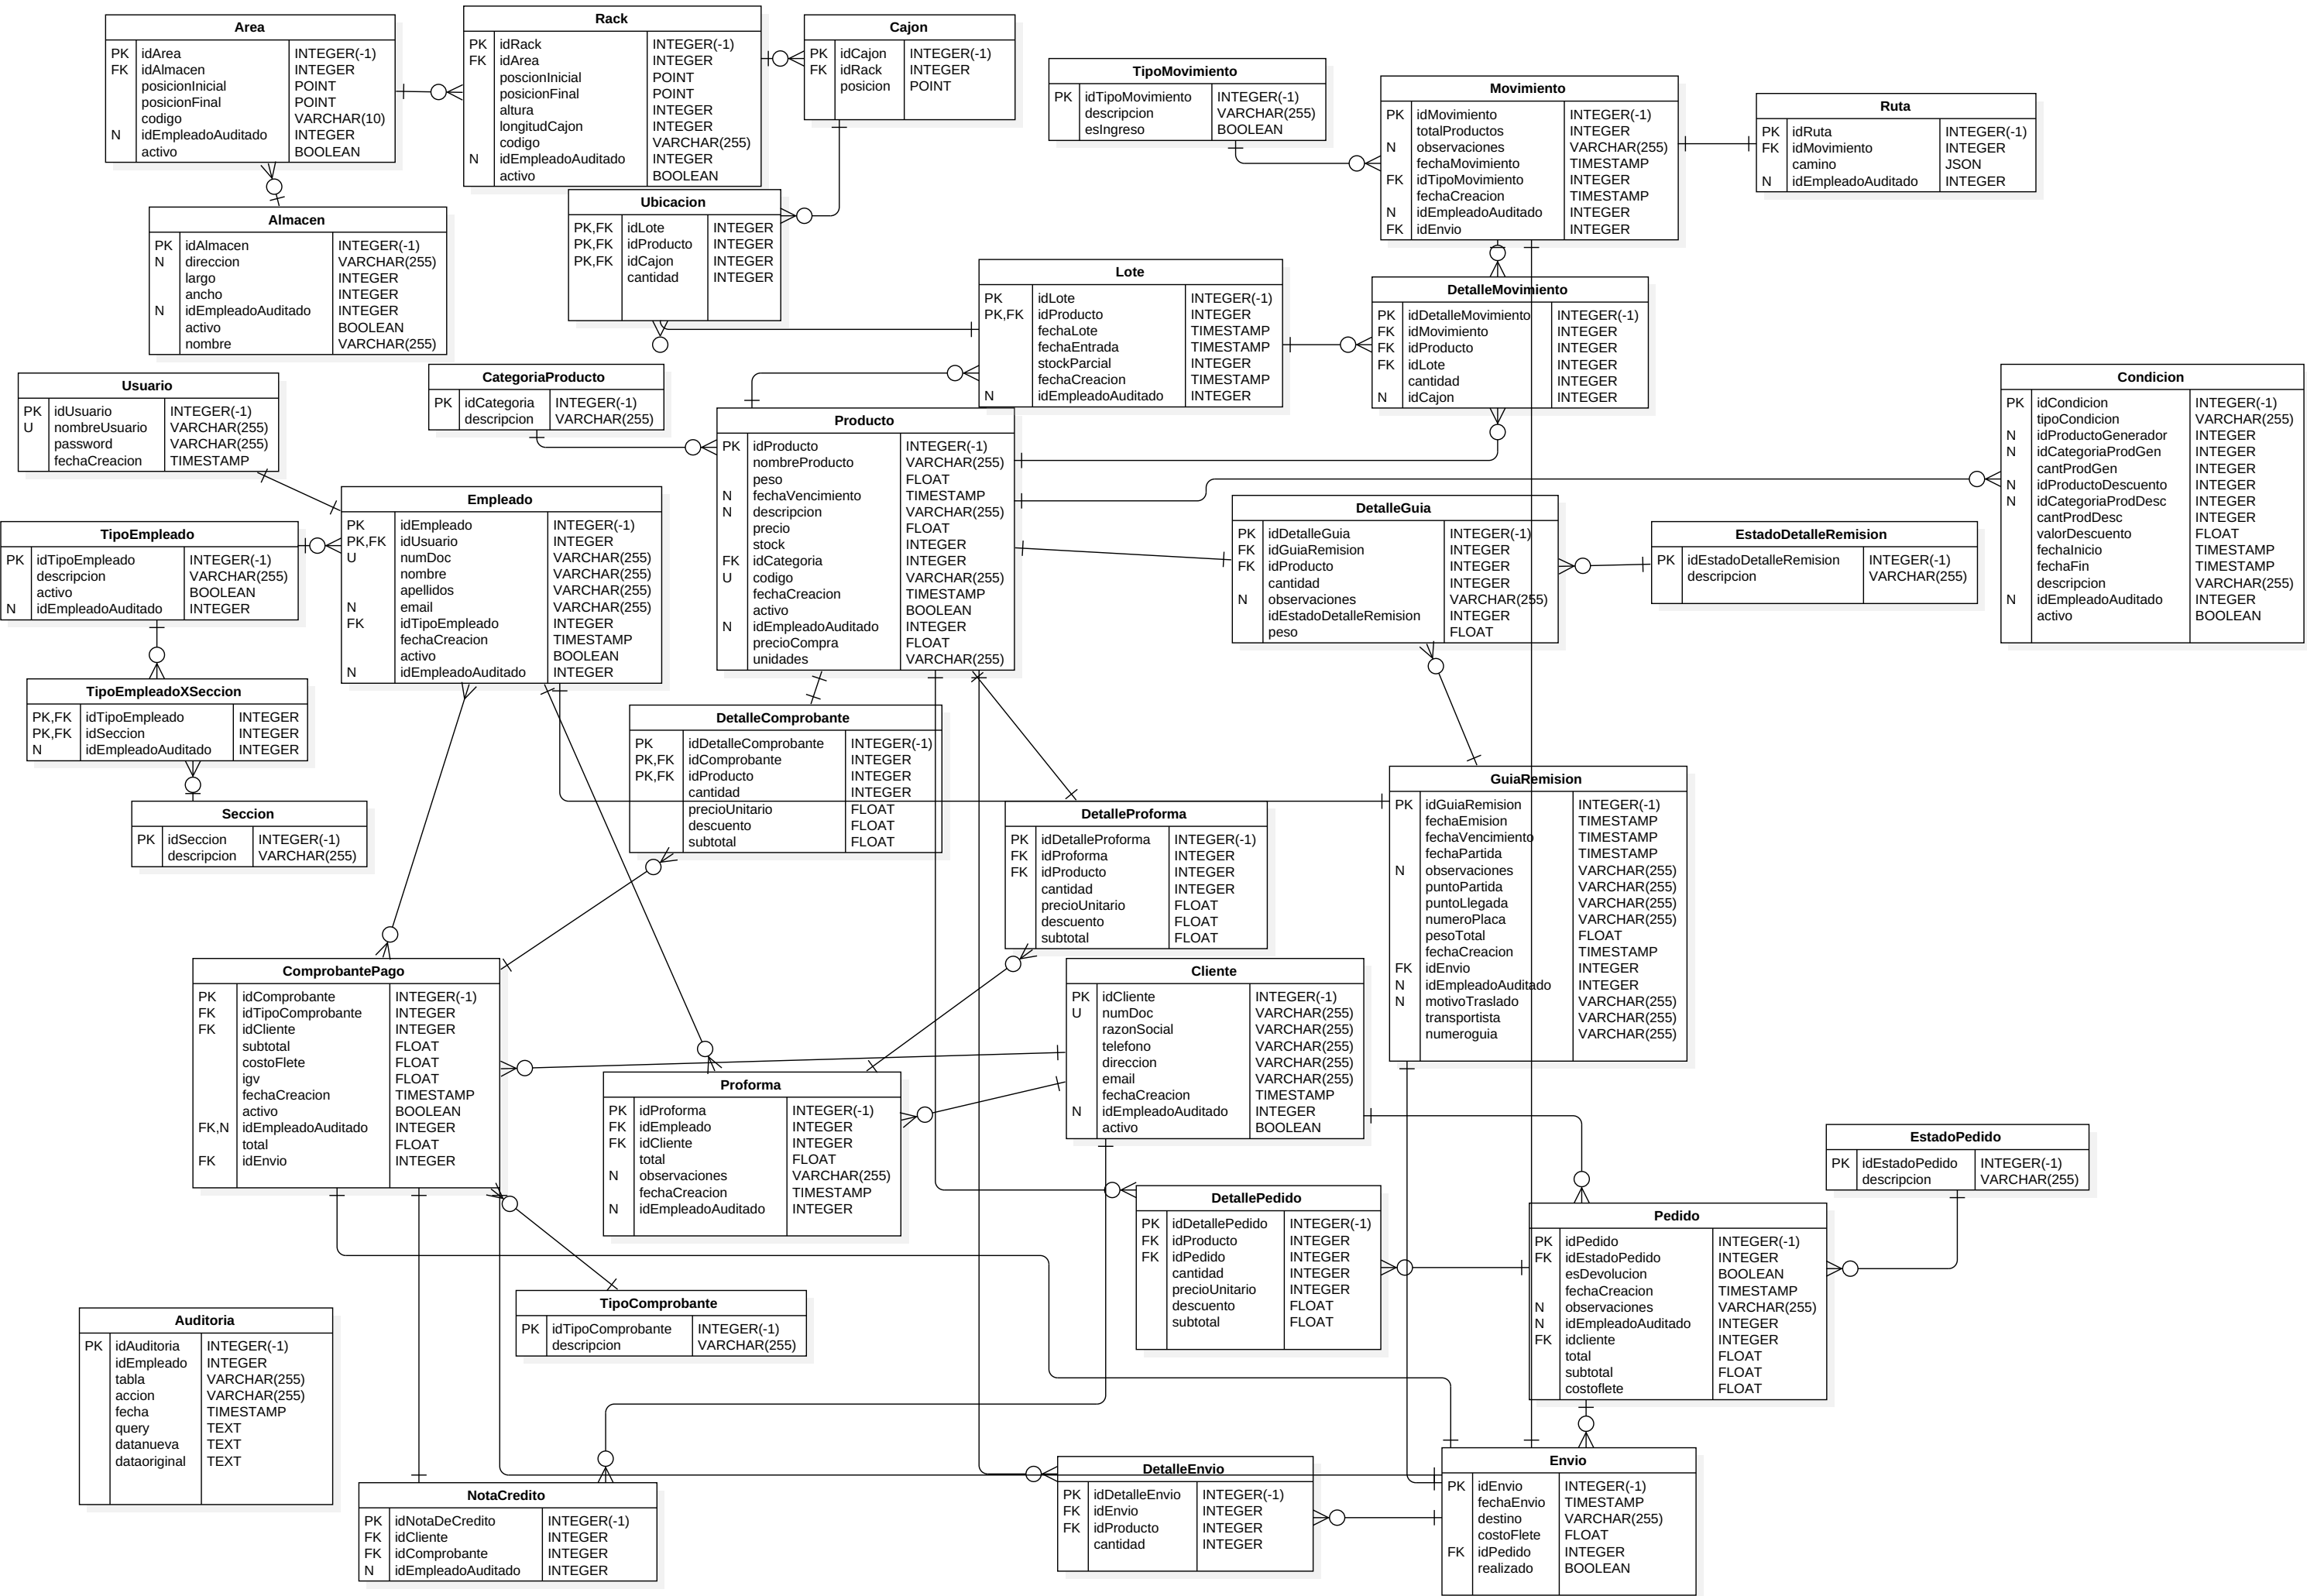 Area
PK idArea INTEGER(-1)
FK idAlmacen INTEGER
posicionInicial POINT
posicionFinal POINT
codigo VARCHAR(10)
N idEmpleadoAuditado INTEGER
activo BOOLEAN
Rack
PK idRack INTEGER(-1)
FK idArea INTEGER
poscionInicial POINT
posicionFinal POINT
altura INTEGER
longitudCajon INTEGER
codigo VARCHAR(255)
N idEmpleadoAuditado INTEGER
activo BOOLEAN
Cajon
PK idCajon INTEGER(-1)
FK idRack INTEGER
posicion POINT
TipoMovimiento
PK idTipoMovimiento INTEGER(-1)
descripcion VARCHAR(255)
esIngreso BOOLEAN
Movimiento
PK idMovimiento INTEGER(-1)
totalProductos INTEGER
N observaciones VARCHAR(255)
fechaMovimiento TIMESTAMP
FK idTipoMovimiento INTEGER
fechaCreacion TIMESTAMP
N idEmpleadoAuditado INTEGER
FK idEnvio INTEGER
Ruta
PK idRuta INTEGER(-1)
FK idMovimiento INTEGER
camino JSON
N idEmpleadoAuditado INTEGER
Almacen
PK idAlmacen INTEGER(-1)
N direccion VARCHAR(255)
largo INTEGER
ancho INTEGER
N idEmpleadoAuditado INTEGER
activo BOOLEAN
nombre VARCHAR(255)
Ubicacion
PK,FK idLote INTEGER
PK,FK idProducto INTEGER
PK,FK idCajon INTEGER
cantidad INTEGER
Lote
PK idLote INTEGER(-1)
PK,FK idProducto INTEGER
fechaLote TIMESTAMP
fechaEntrada TIMESTAMP
stockParcial INTEGER
fechaCreacion TIMESTAMP
N idEmpleadoAuditado INTEGER
DetalleMovimiento
PK idDetalleMovimiento INTEGER(-1)
FK idMovimiento INTEGER
FK idProducto INTEGER
FK idLote INTEGER
cantidad INTEGER
N idCajon INTEGER
Usuario
PK idUsuario INTEGER(-1)
U nombreUsuario VARCHAR(255)
password VARCHAR(255)
fechaCreacion TIMESTAMP
CategoriaProducto
PK idCategoria INTEGER(-1)
descripcion VARCHAR(255)
Producto
PK idProducto INTEGER(-1)
nombreProducto VARCHAR(255)
peso FLOAT
N fechaVencimiento TIMESTAMP
N descripcion VARCHAR(255)
precio FLOAT
stock INTEGER
FK idCategoria INTEGER
U codigo VARCHAR(255)
fechaCreacion TIMESTAMP
activo BOOLEAN
N idEmpleadoAuditado INTEGER
precioCompra FLOAT
unidades VARCHAR(255)
Condicion
PK idCondicion INTEGER(-1)
tipoCondicion VARCHAR(255)
N idProductoGenerador INTEGER
N idCategoriaProdGen INTEGER
cantProdGen INTEGER
N idProductoDescuento INTEGER
N idCategoriaProdDesc INTEGER
cantProdDesc INTEGER
valorDescuento FLOAT
fechaInicio TIMESTAMP
fechaFin TIMESTAMP
descripcion VARCHAR(255)
N idEmpleadoAuditado INTEGER
activo BOOLEAN
Empleado
PK idEmpleado INTEGER(-1)
PK,FK idUsuario INTEGER
U numDoc VARCHAR(255)
nombre VARCHAR(255)
apellidos VARCHAR(255)
N email VARCHAR(255)
FK idTipoEmpleado INTEGER
fechaCreacion TIMESTAMP
activo BOOLEAN
N idEmpleadoAuditado INTEGER
TipoEmpleado
PK idTipoEmpleado INTEGER(-1)
descripcion VARCHAR(255)
activo BOOLEAN
N idEmpleadoAuditado INTEGER
DetalleGuia
PK idDetalleGuia INTEGER(-1)
FK idGuiaRemision INTEGER
FK idProducto INTEGER
cantidad INTEGER
N observaciones VARCHAR(255)
idEstadoDetalleRemision INTEGER
peso FLOAT
EstadoDetalleRemision
PK idEstadoDetalleRemision INTEGER(-1)
descripcion VARCHAR(255)
TipoEmpleadoXSeccion
PK,FK idTipoEmpleado INTEGER
PK,FK idSeccion INTEGER
N idEmpleadoAuditado INTEGER
Seccion
PK idSeccion INTEGER(-1)
descripcion VARCHAR(255)
DetalleComprobante
PK idDetalleComprobante INTEGER(-1)
PK,FK idComprobante INTEGER
PK,FK idProducto INTEGER
cantidad INTEGER
precioUnitario FLOAT
descuento FLOAT
subtotal FLOAT
DetalleProforma
PK idDetalleProforma INTEGER(-1)
FK idProforma INTEGER
FK idProducto INTEGER
cantidad INTEGER
precioUnitario FLOAT
descuento FLOAT
subtotal FLOAT
GuiaRemision
PK idGuiaRemision INTEGER(-1)
fechaEmision TIMESTAMP
fechaVencimiento TIMESTAMP
fechaPartida TIMESTAMP
N observaciones VARCHAR(255)
puntoPartida VARCHAR(255)
puntoLlegada VARCHAR(255)
numeroPlaca VARCHAR(255)
pesoTotal FLOAT
fechaCreacion TIMESTAMP
FK idEnvio INTEGER
N idEmpleadoAuditado INTEGER
N motivoTraslado VARCHAR(255)
transportista VARCHAR(255)
numeroguia VARCHAR(255)
ComprobantePago
PK idComprobante INTEGER(-1)
FK idTipoComprobante INTEGER
FK idCliente INTEGER
subtotal FLOAT
costoFlete FLOAT
igv FLOAT
fechaCreacion TIMESTAMP
activo BOOLEAN
FK,N idEmpleadoAuditado INTEGER
total FLOAT
FK idEnvio INTEGER
Cliente
PK idCliente INTEGER(-1)
U numDoc VARCHAR(255)
razonSocial VARCHAR(255)
telefono VARCHAR(255)
direccion VARCHAR(255)
email VARCHAR(255)
fechaCreacion TIMESTAMP
N idEmpleadoAuditado INTEGER
activo BOOLEAN
Proforma
PK idProforma INTEGER(-1)
FK idEmpleado INTEGER
FK idCliente INTEGER
total FLOAT
N observaciones VARCHAR(255)
fechaCreacion TIMESTAMP
N idEmpleadoAuditado INTEGER
EstadoPedido
PK idEstadoPedido INTEGER(-1)
descripcion VARCHAR(255)
DetallePedido
PK idDetallePedido INTEGER(-1)
FK idProducto INTEGER
FK idPedido INTEGER
cantidad INTEGER
precioUnitario INTEGER
descuento FLOAT
subtotal FLOAT
Pedido
PK idPedido INTEGER(-1)
FK idEstadoPedido INTEGER
esDevolucion BOOLEAN
fechaCreacion TIMESTAMP
N observaciones VARCHAR(255)
N idEmpleadoAuditado INTEGER
FK idcliente INTEGER
total FLOAT
subtotal FLOAT
costoflete FLOAT
TipoComprobante
PK idTipoComprobante INTEGER(-1)
descripcion VARCHAR(255)
Auditoria
PK idAuditoria INTEGER(-1)
idEmpleado INTEGER
tabla VARCHAR(255)
accion VARCHAR(255)
fecha TIMESTAMP
query TEXT
datanueva TEXT
dataoriginal TEXT
NotaCredito
PK idNotaDeCredito INTEGER(-1)
FK idCliente INTEGER
FK idComprobante INTEGER
N idEmpleadoAuditado INTEGER
DetalleEnvio
PK idDetalleEnvio INTEGER(-1)
FK idEnvio INTEGER
FK idProducto INTEGER
cantidad INTEGER
Envio
PK idEnvio INTEGER(-1)
fechaEnvio TIMESTAMP
destino VARCHAR(255)
costoFlete FLOAT
FK idPedido INTEGER
realizado BOOLEAN